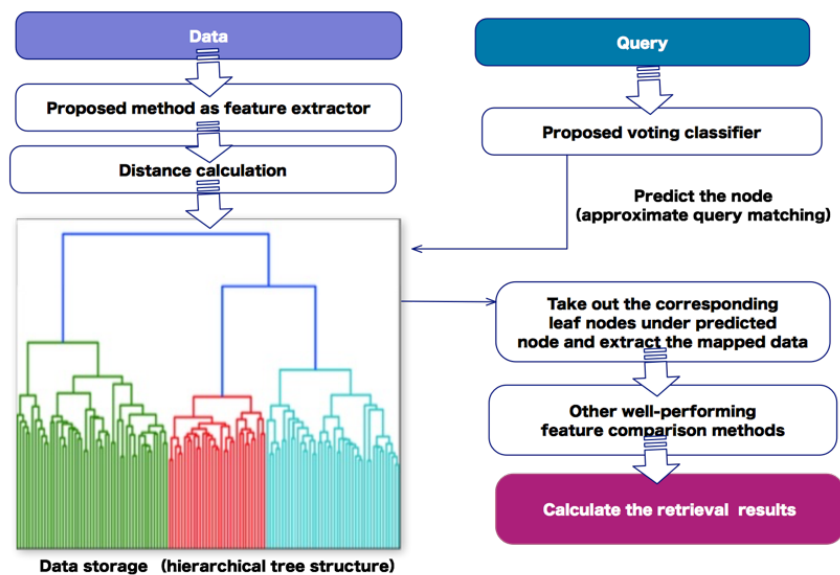 Data
Proposed method as feature extractor
Distance calculation
Data storage (hierarchical tree structure)
Query
Proposed voting classifier
Predict the node
(approximate query matching)
Take out the corresponding
leaf nodes under predicted
node and extract the mapped data
Other well-performing
feature comparison methods
Calculate the retrieval results